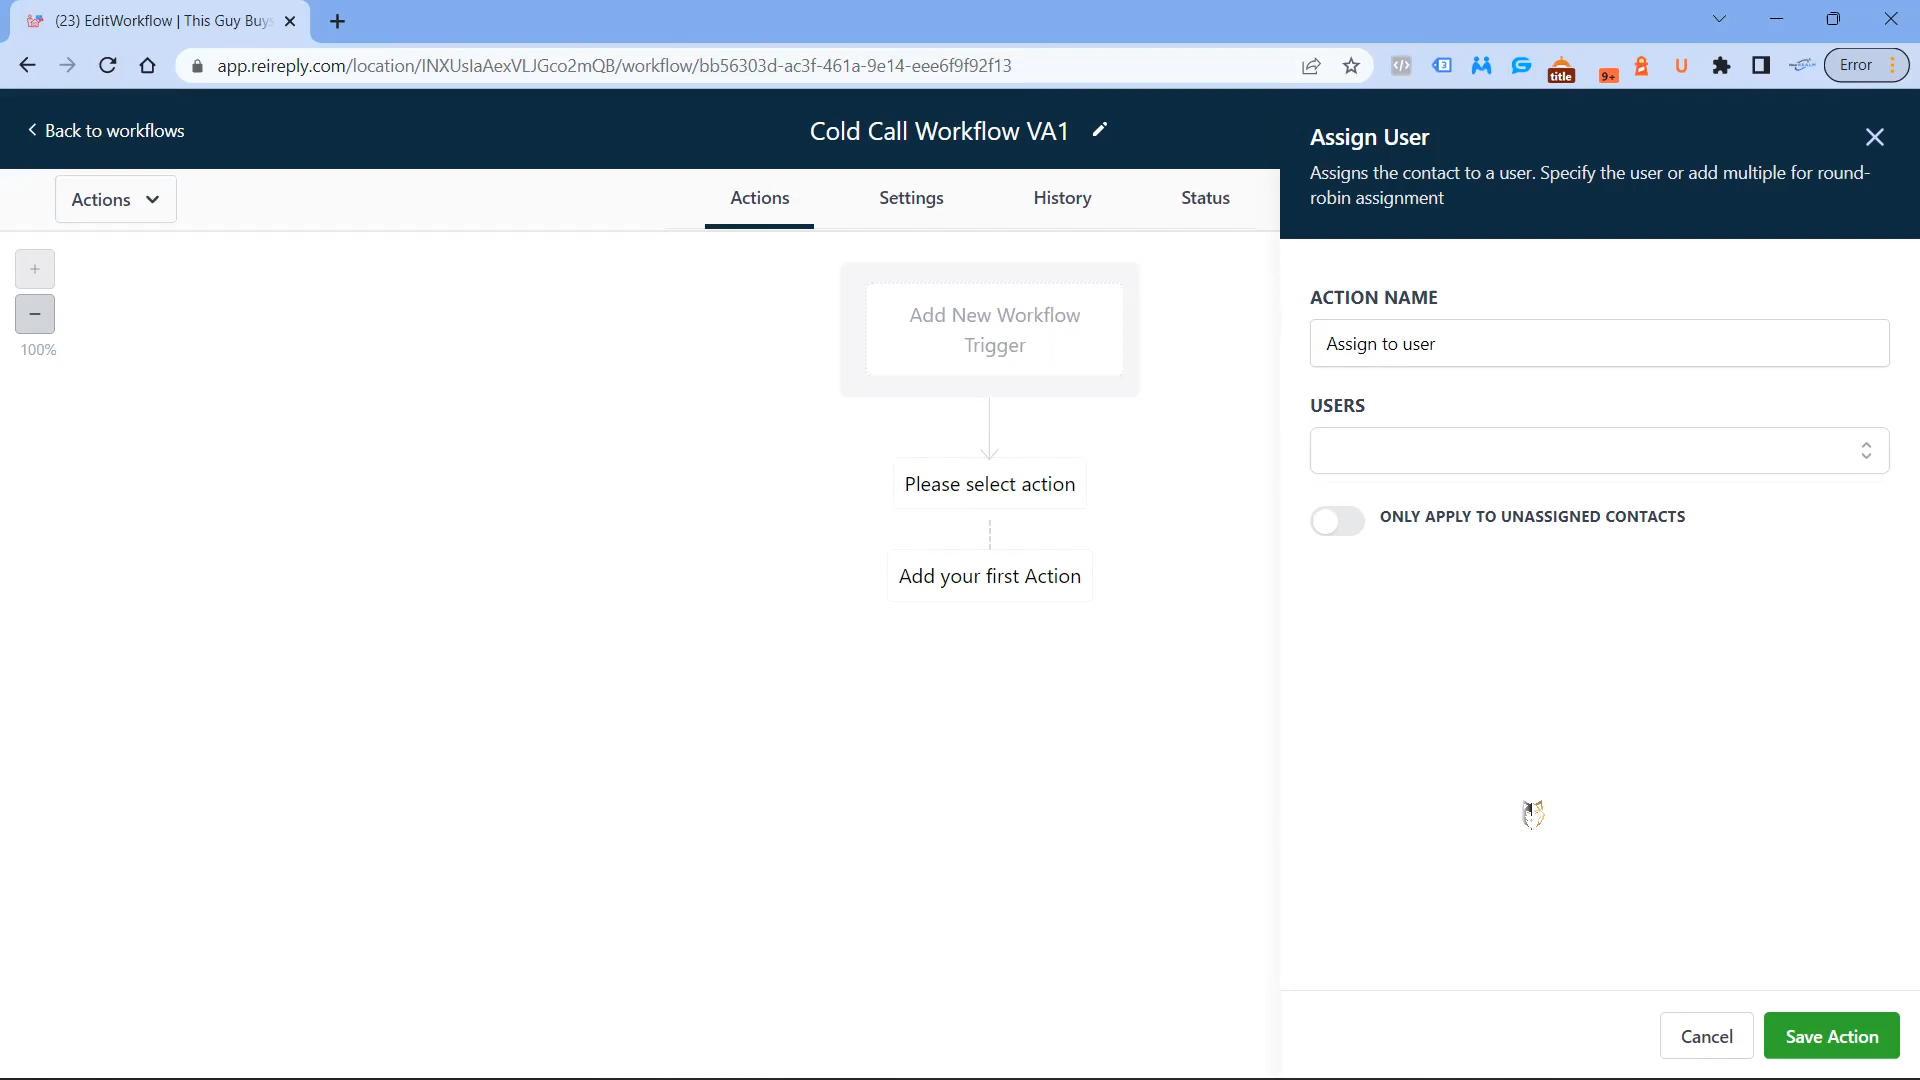 (23) EditWorkflow | This Guy Buys
app.reireply.com/location/INXUslaAexVLJGco2mQB/workflow/bb56303d-ac3f-461a-9e14-eee6f9f92f13
3
title
9+
Error
Back to workflows
Cold Call Workflow VA1
Actions
Actions
Settings
History
Status
100%
Add New Workflow
Trigger
Please select action
Add your first Action
Assign User
Assigns the contact to a user. Specify the user or add multiple for round-
robin assignment
ACTION NAME
Assign to user
USERS
ONLY APPLY TO UNASSIGNED CONTACTS
Cancel
Save Action